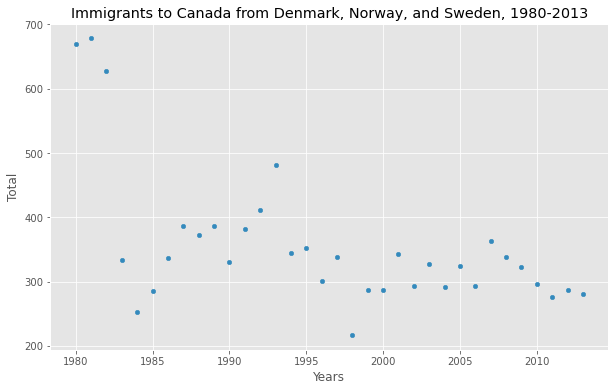 Immigrants to Canada from Denmark, Norway, and Sweden, 1980-2013
700
600
500
400
300
200
Total
1980 1985 1990 1995 2000 2005 2010
Years